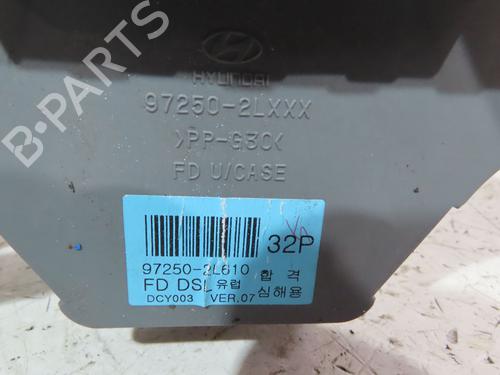 HYUNDAI
97250-2LXXX
>PP-G30<
FD U/CASE
32P
97250-2L610 합 격
FD DSL 유럽
DCY003 VER.07 심해용
B-PARTS